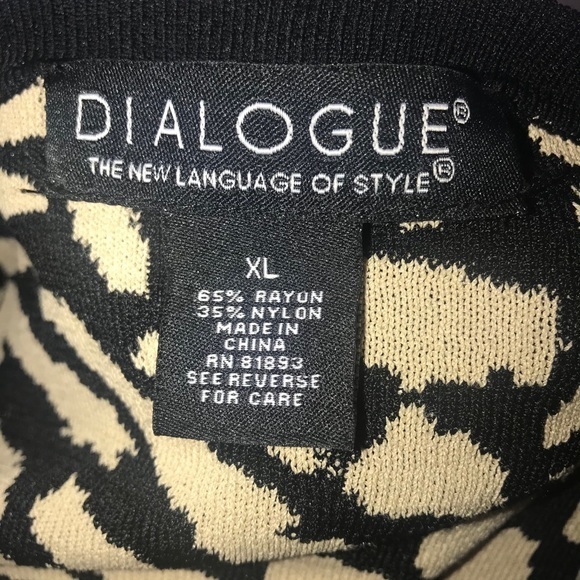 DIALOGUE®
THE NEW LANGUAGE OF STYLE®
XL
65% RAYON
35% NYLON
MADE IN
CHINA
RN 81893
SEE REVERSE
FOR CARE